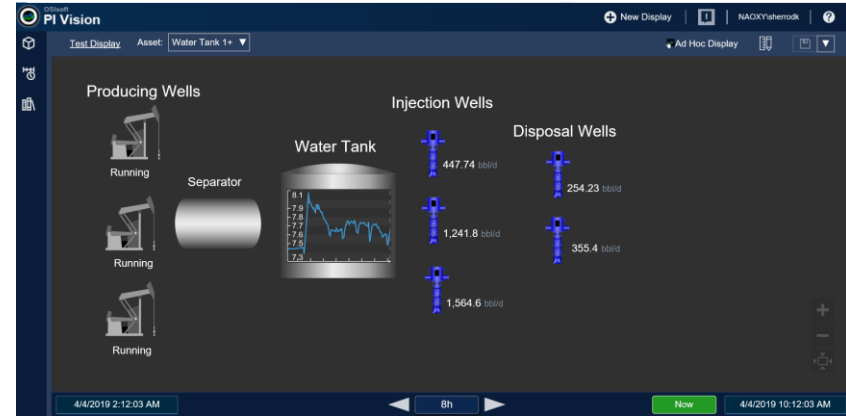 OSIsoft
PI Vision
New Display
NAOXY\sherrodk
?
Test Display Asset: Water Tank 1+
Ad Hoc Display
Producing Wells
Injection Wells
Disposal Wells
Water Tank
Running
447.74 bbl/d
Separator
254.23 bbl/d
8.1
7.9
7.8
7.7
7.6
7.5
7.3
1,241.8 bbl/d
355.4 bbl/d
Running
1,564.6 bbl/d
Running
4/4/2019 2:12:03 AM
8h
Now
4/4/2019 10:12:03 AM